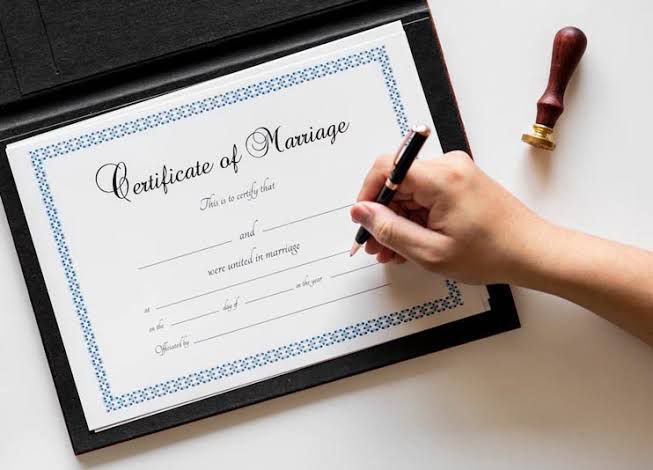 Certificate of Marriage
This is to certify that
and
were united in marriage
at
on the day of in the year
Officiated by